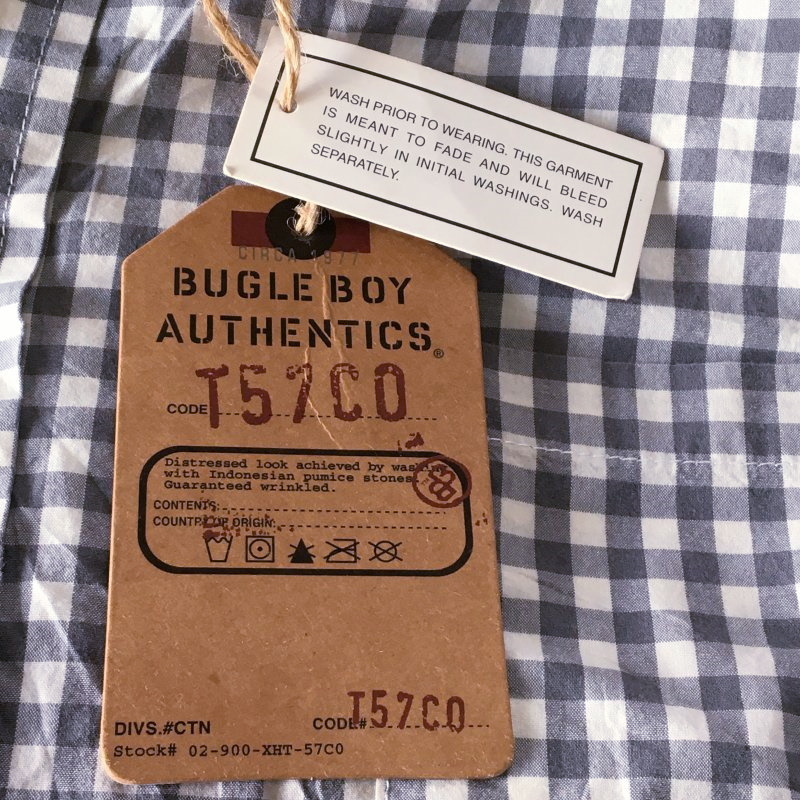 WASH PRIOR TO WEARING. THIS GARMENT
IS MEANT TO FADE AND WILL BLEED
SLIGHTLY IN INITIAL WASHINGS. WASH
SEPARATELY.
CIRCA 1977
BUGLE BOY
AUTHENTICS®
CODE T57CO
Distressed look achieved by washing
with Indonesian pumice stones.
Guaranteed wrinkled.
CONTENTS:
COUNTRY OF ORIGIN:
DIVS.#CTN
CODE# T57CO
Stock# 02-900-XHT-57C0